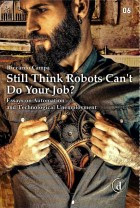 06
Riccardo Campa
Still Think Robots Can't
Do Your Job?
Essays on Automation
and Technological Unemployment